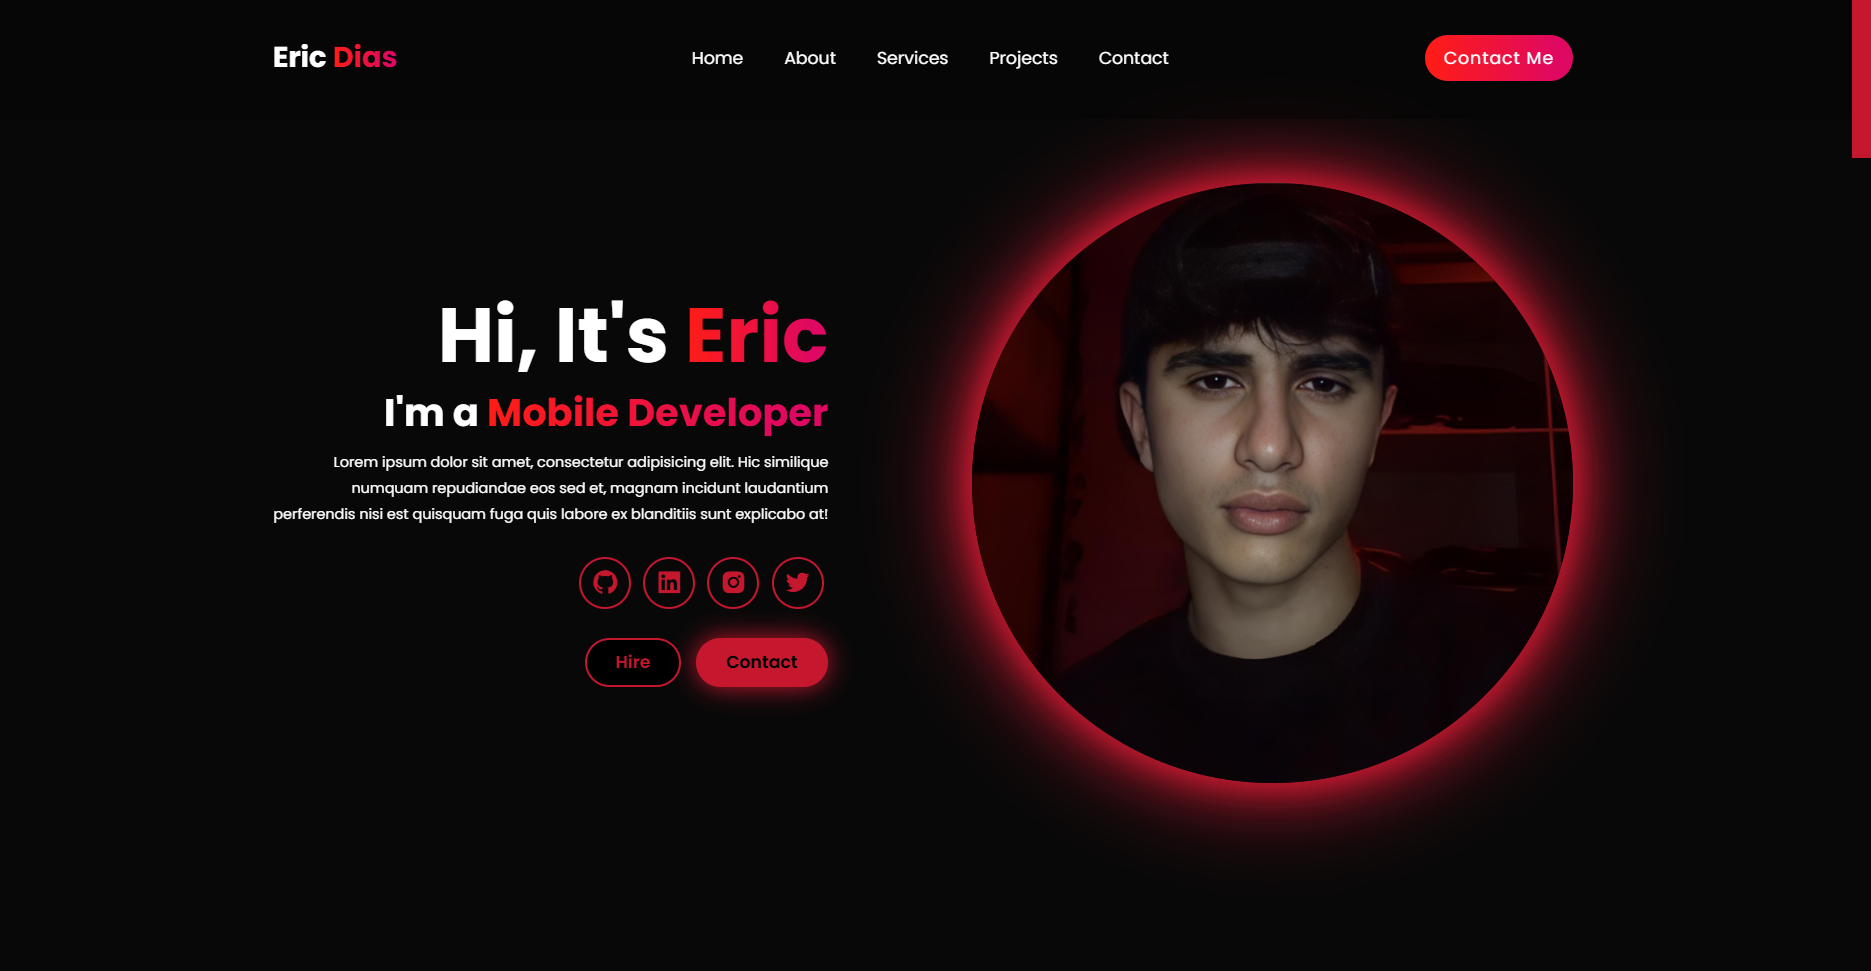 Eric Dias
Home
About
Services
Projects
Contact
Contact Me
Hi, It's Eric
I'm a Mobile Developer
Lorem ipsum dolor sit amet, consectetur adipisicing elit. Hic similique
numquam repudiandae eos sed et, magnam incidunt laudantium
perferendis nisi est quisquam fuga quis labore ex blanditiis sunt explicabo at!
in
Hire
Contact